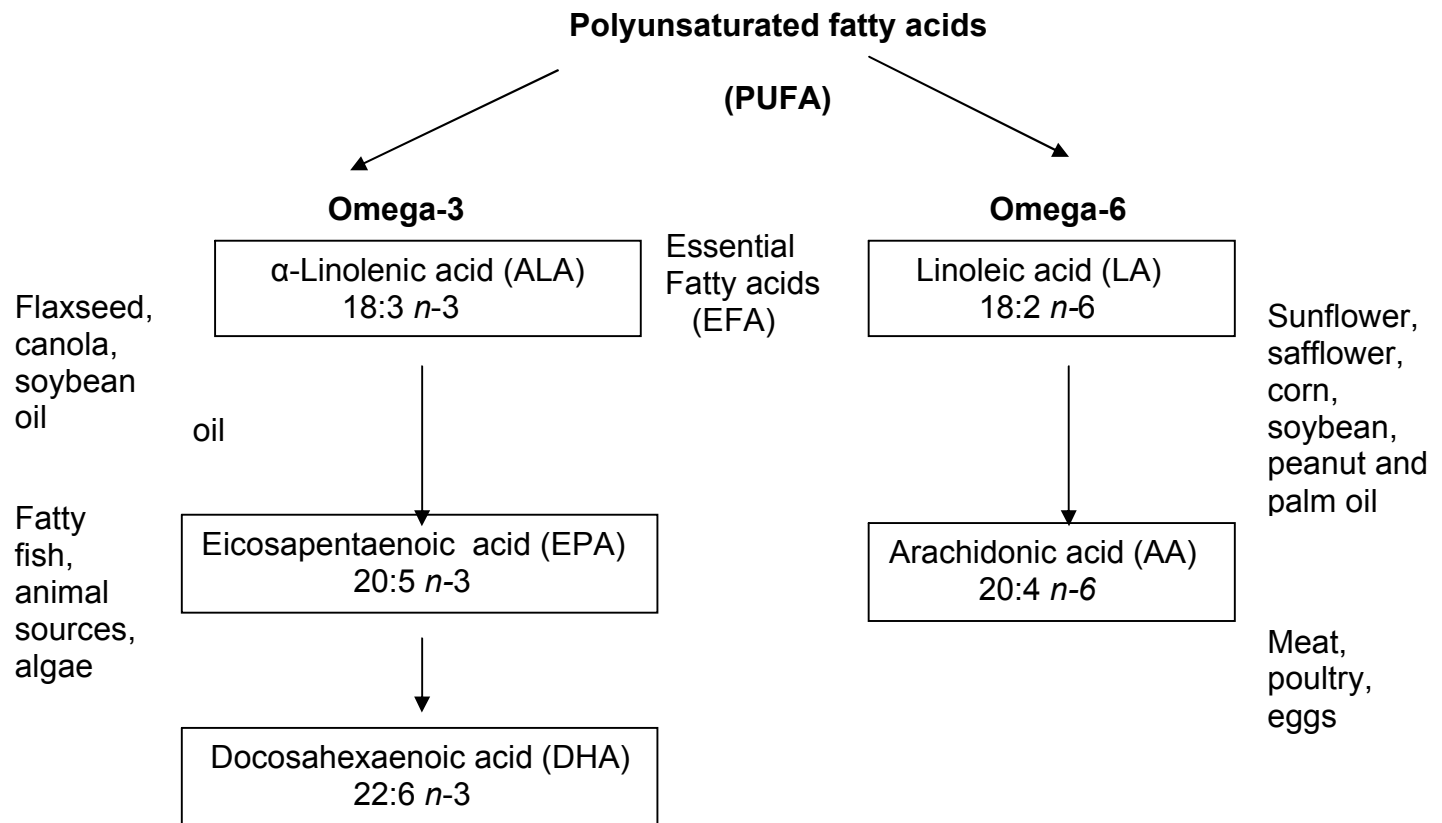 Polyunsaturated fatty acids
(PUFA)
Omega-3
Omega-6
α-Linolenic acid (ALA)
18:3 n-3
Essential
Fatty acids
(EFA)
Linoleic acid (LA)
18:2 n-6
Flaxseed,
canola,
soybean
oil
oil
Sunflower,
safflower,
corn,
soybean,
peanut and
palm oil
Fatty
fish,
animal
sources,
algae
Eicosapentaenoic acid (EPA)
20:5 n-3
Arachidonic acid (AA)
20:4 n-6
Meat,
poultry,
eggs
Docosahexaenoic acid (DHA)
22:6 n-3